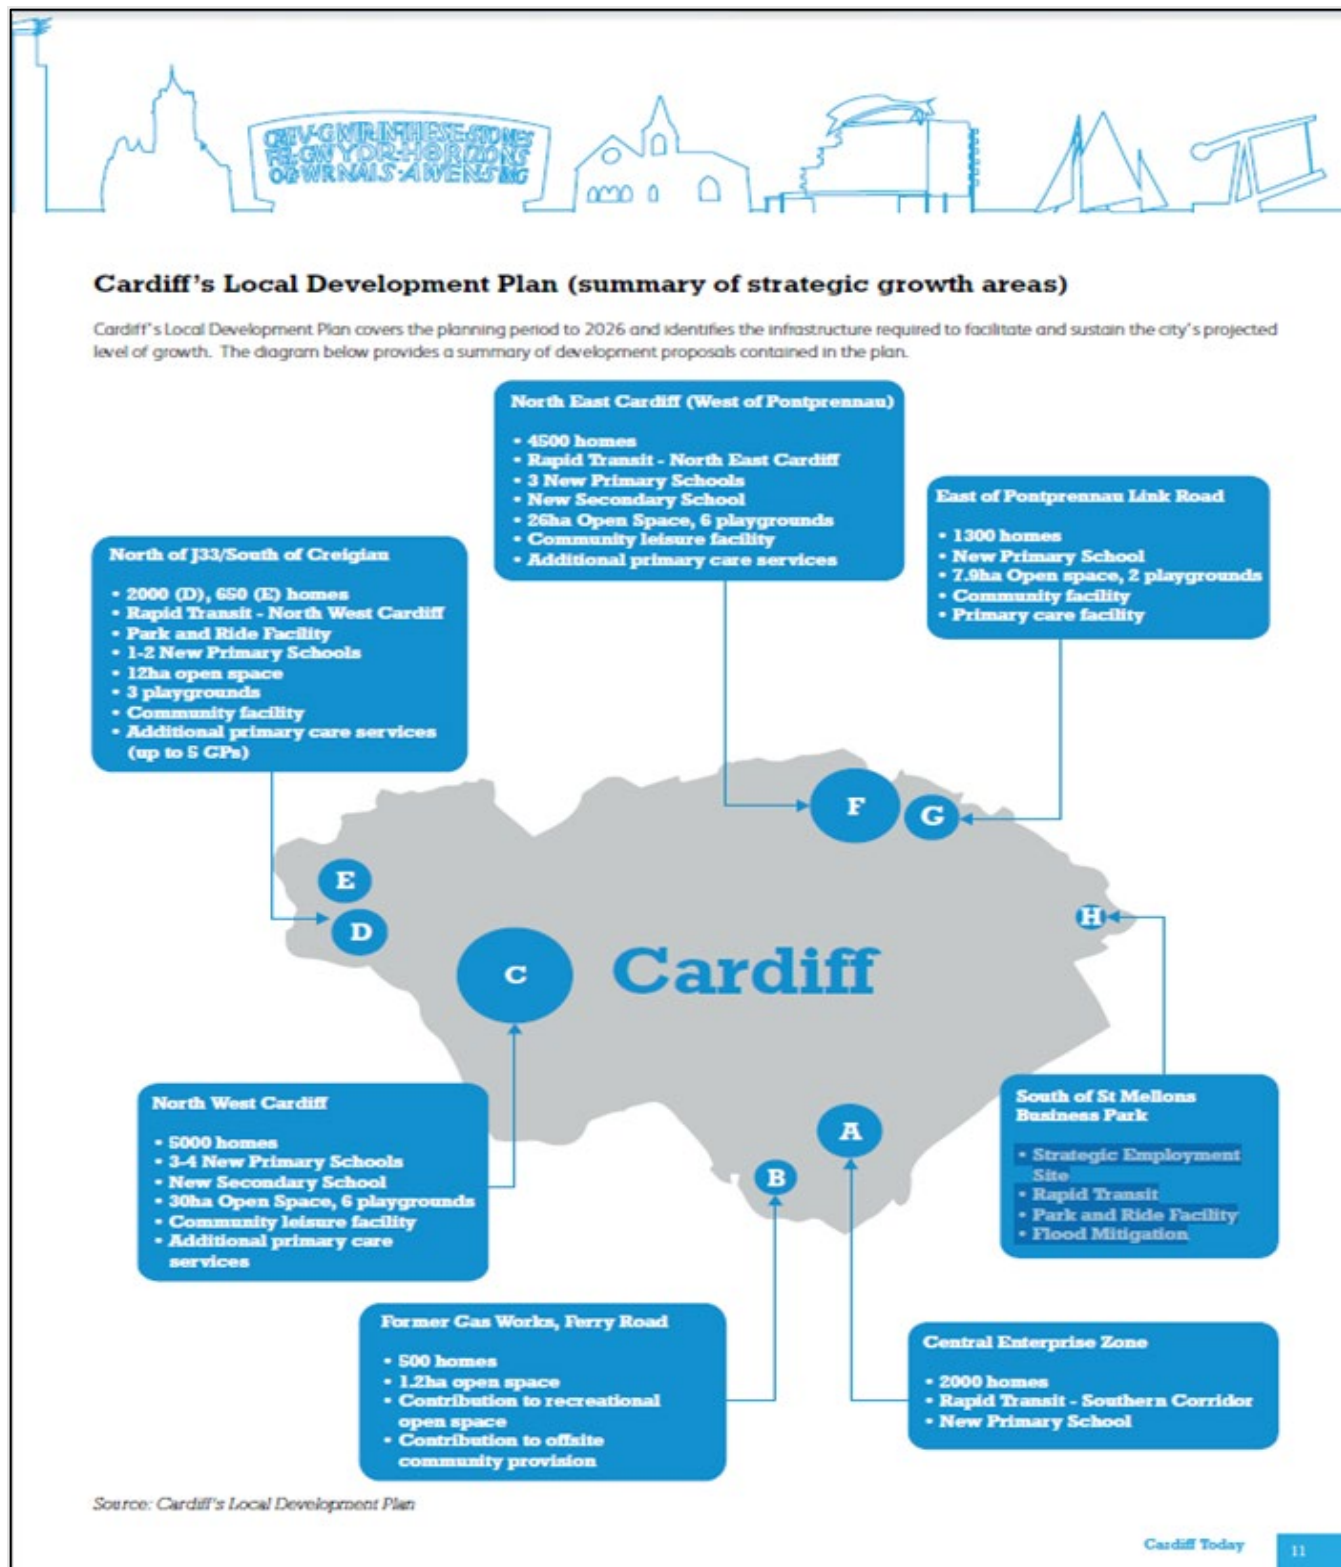 CREU·GWIR IN THESE·STONES
FEL·GWYDR·HORIZONS
O·FFWRNAIS·AWEN·SING
Cardiff's Local Development Plan (summary of strategic growth areas)
Cardiff's Local Development Plan covers the planning period to 2026 and identifies the infrastructure required to facilitate and sustain the city's projected
level of growth. The diagram below provides a summary of development proposals contained in the plan.
North East Cardiff (West of Pontprennau)
• 4500 homes
• Rapid Transit - North East Cardiff
• 3 New Primary Schools
• New Secondary School
• 26ha Open Space, 6 playgrounds
• Community leisure facility
• Additional primary care services
East of Pontprennau Link Road
• 1300 homes
• New Primary School
• 7.9ha Open space, 2 playgrounds
• Community facility
• Primary care facility
North of J33/South of Creigiau
• 2000 (D), 650 (E) homes
• Rapid Transit - North West Cardiff
• Park and Ride Facility
• 1-2 New Primary Schools
• 12ha open space
• 3 playgrounds
• Community facility
• Additional primary care services
(up to 5 GPs)
F
G
E
D
H
C
Cardiff
A
B
North West Cardiff
• 5000 homes
• 3-4 New Primary Schools
• New Secondary School
• 30ha Open Space, 6 playgrounds
• Community leisure facility
• Additional primary care
services
South of St Mellons
Business Park
• Strategic Employment
Site
• Rapid Transit
• Park and Ride Facility
• Flood Mitigation
Former Gas Works, Ferry Road
• 500 homes
• 1.2ha open space
• Contribution to recreational
open space
• Contribution to offsite
community provision
Central Enterprise Zone
• 2000 homes
• Rapid Transit - Southern Corridor
• New Primary School
Source: Cardiff's Local Development Plan
Cardiff Today
11